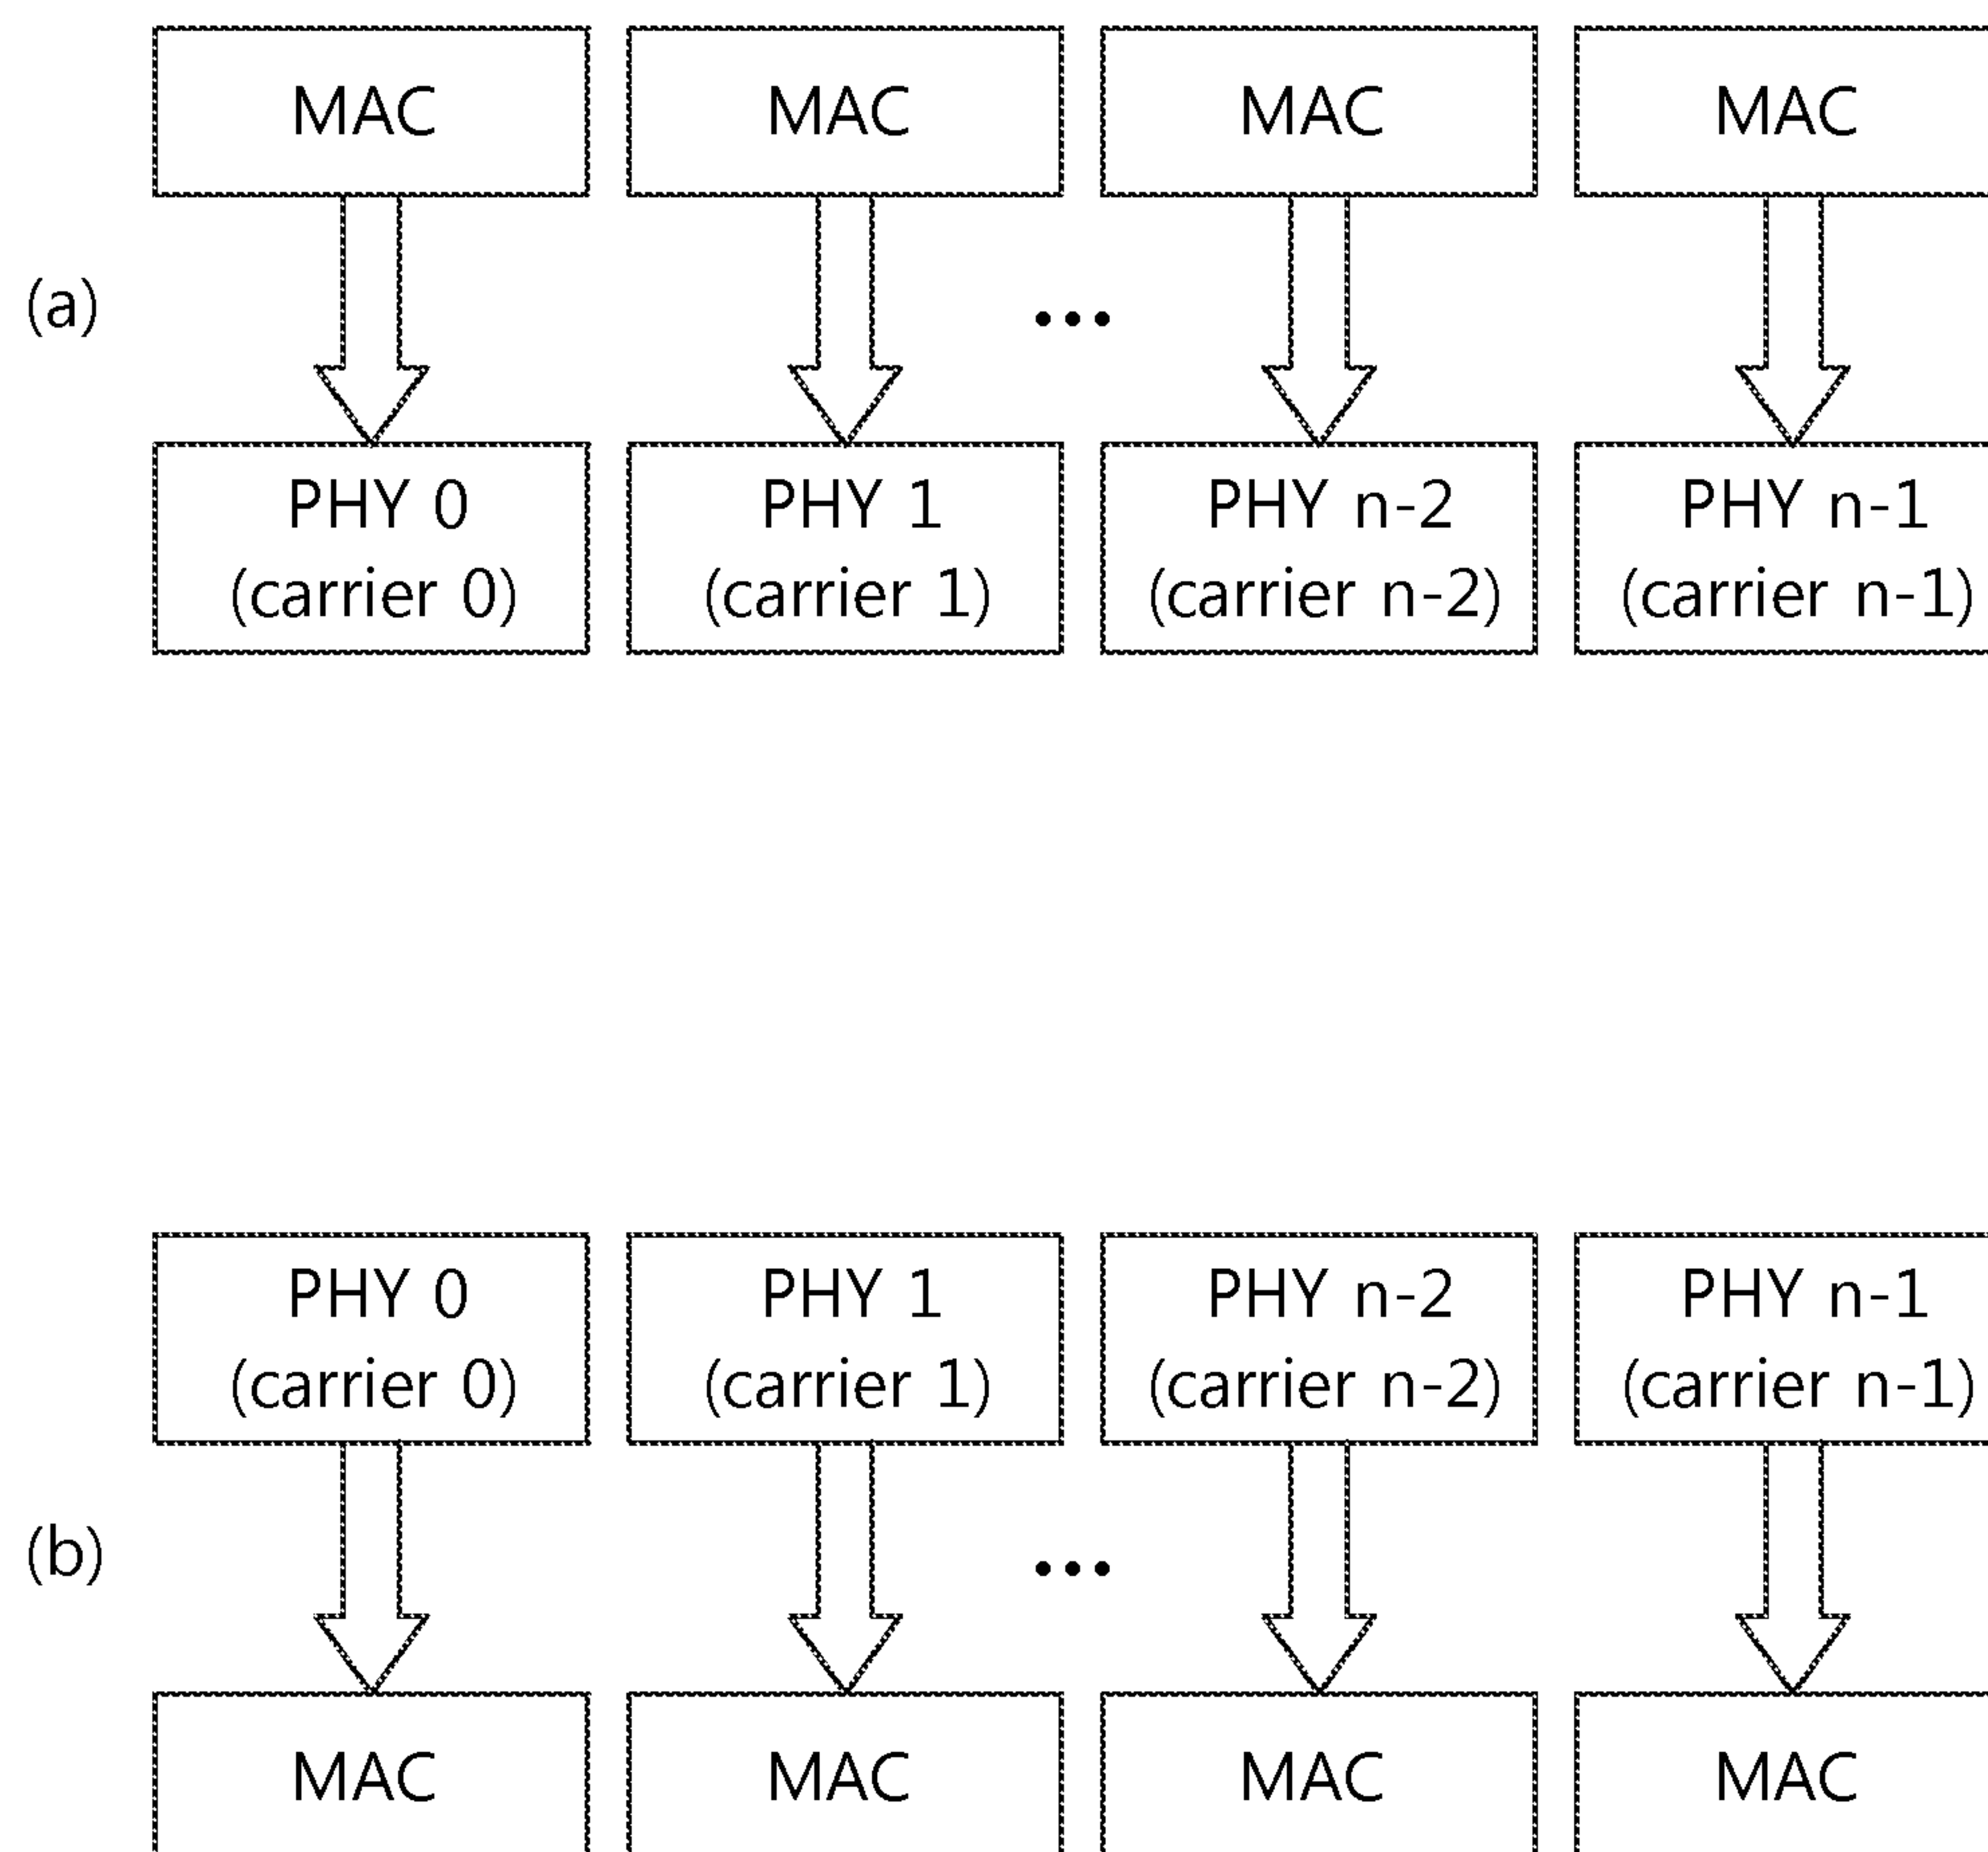 MAC MAC MAC MAC
(a)
...
PHY 0 PHY 1 PHY n-2 PHY n-1
(carrier 0) (carrier 1) (carrier n-2) (carrier n-1)
PHY 0 PHY 1 PHY n-2 PHY n-1
(carrier 0) (carrier 1) (carrier n-2) (carrier n-1)
(b)
...
MAC MAC MAC MAC